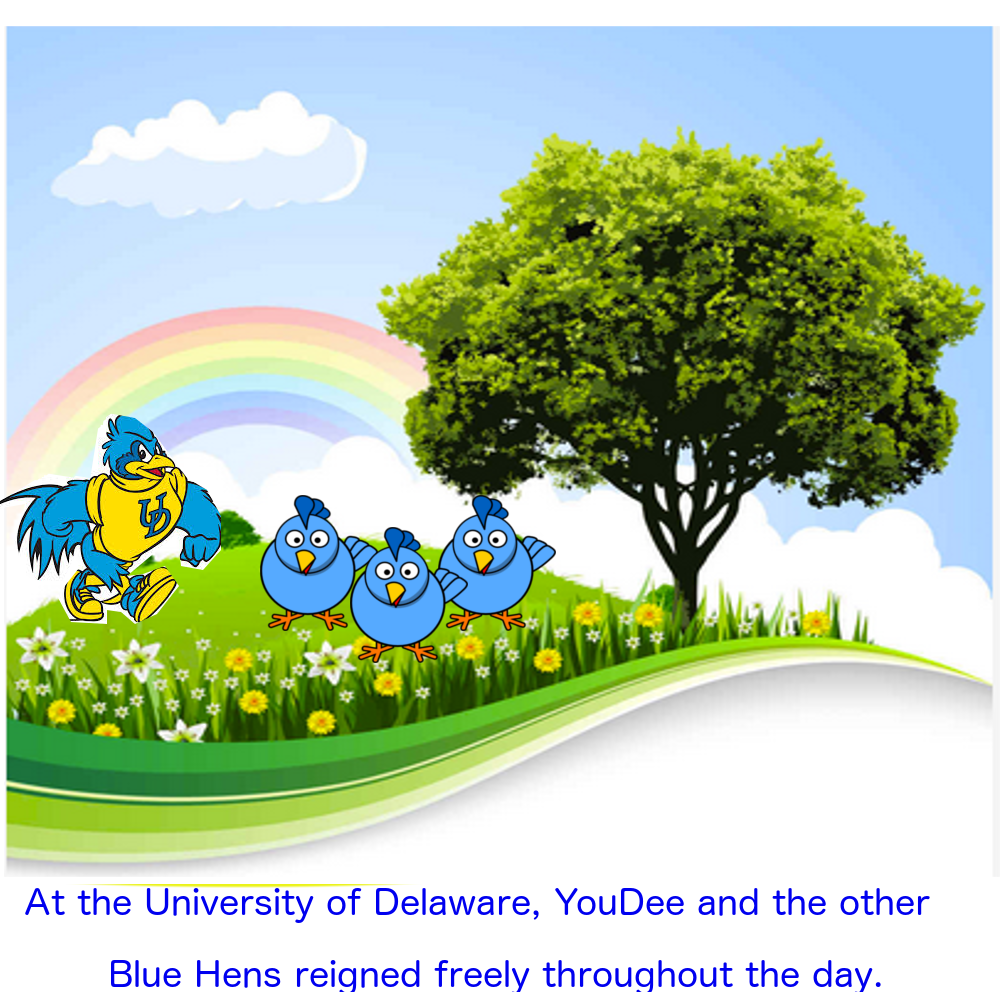 UD
At the University of Delaware, YouDee and the other
Blue Hens reigned freely throughout the day.